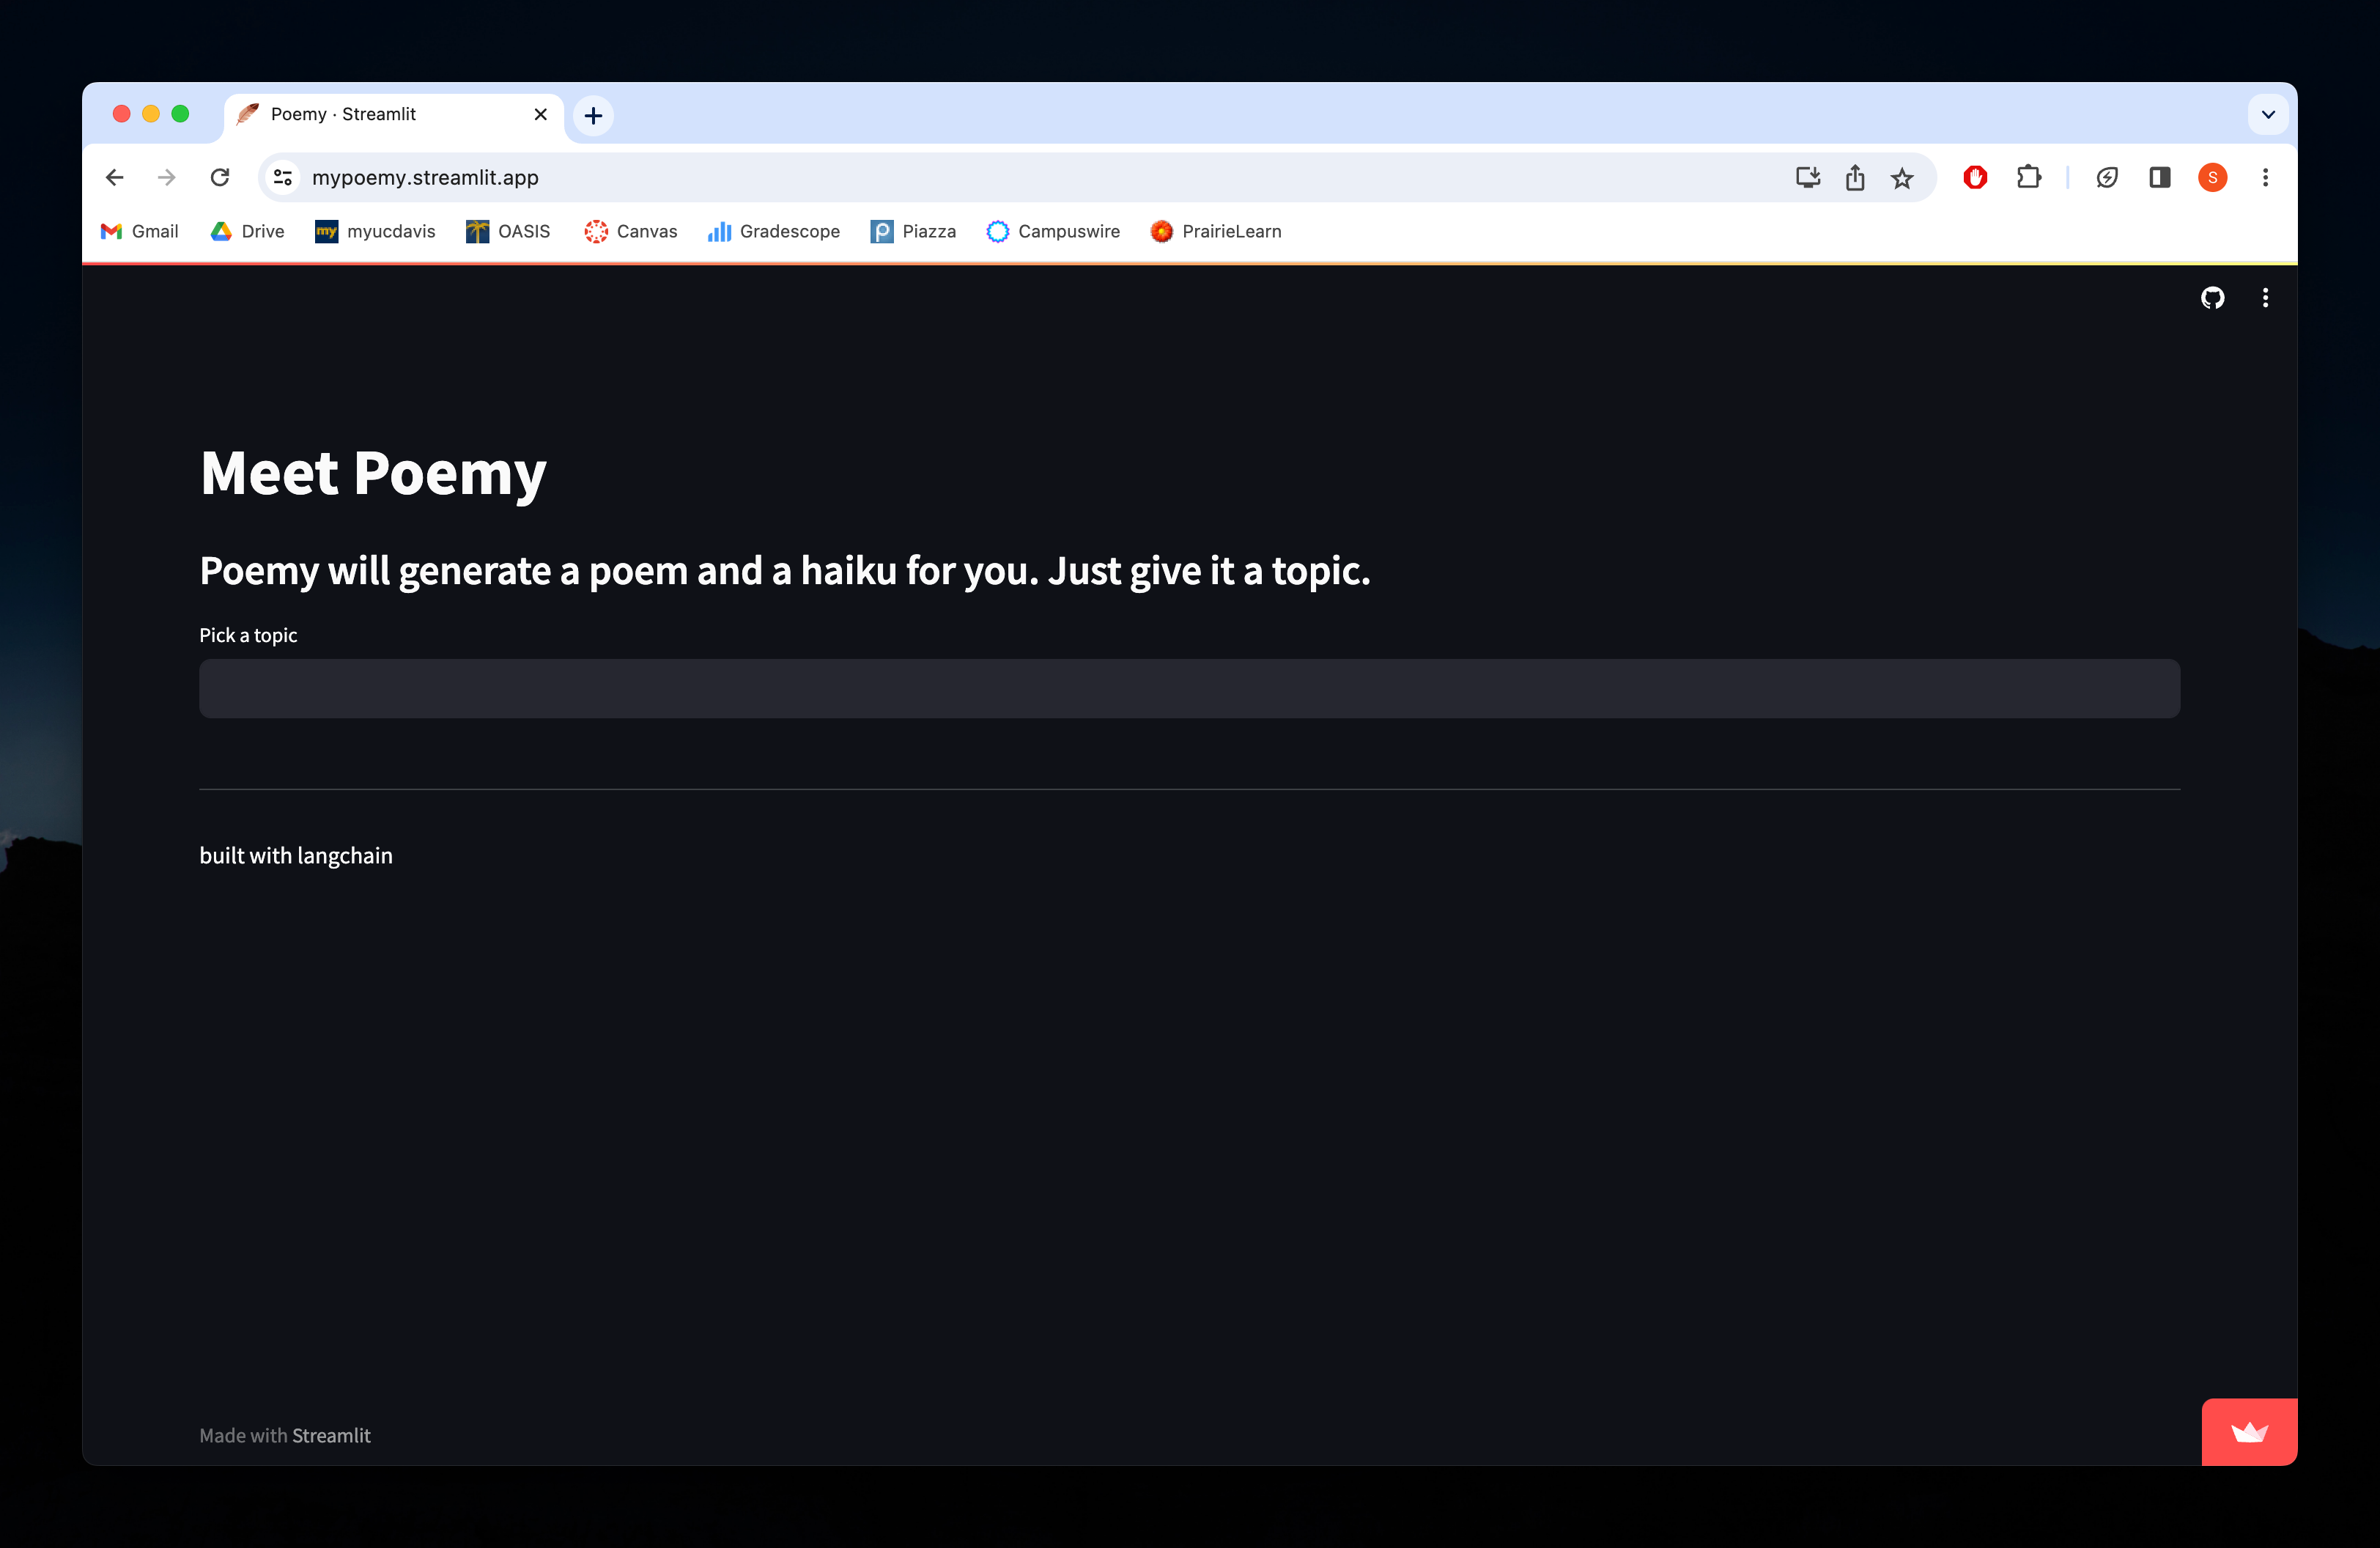 Poemy · Streamlit
mypoemy.streamlit.app
S
Gmail Drive my myucdavis OASIS Canvas Gradescope Piazza Campuswire PrairieLearn
Meet Poemy
Poemy will generate a poem and a haiku for you. Just give it a topic.
Pick a topic
built with langchain
Made with Streamlit